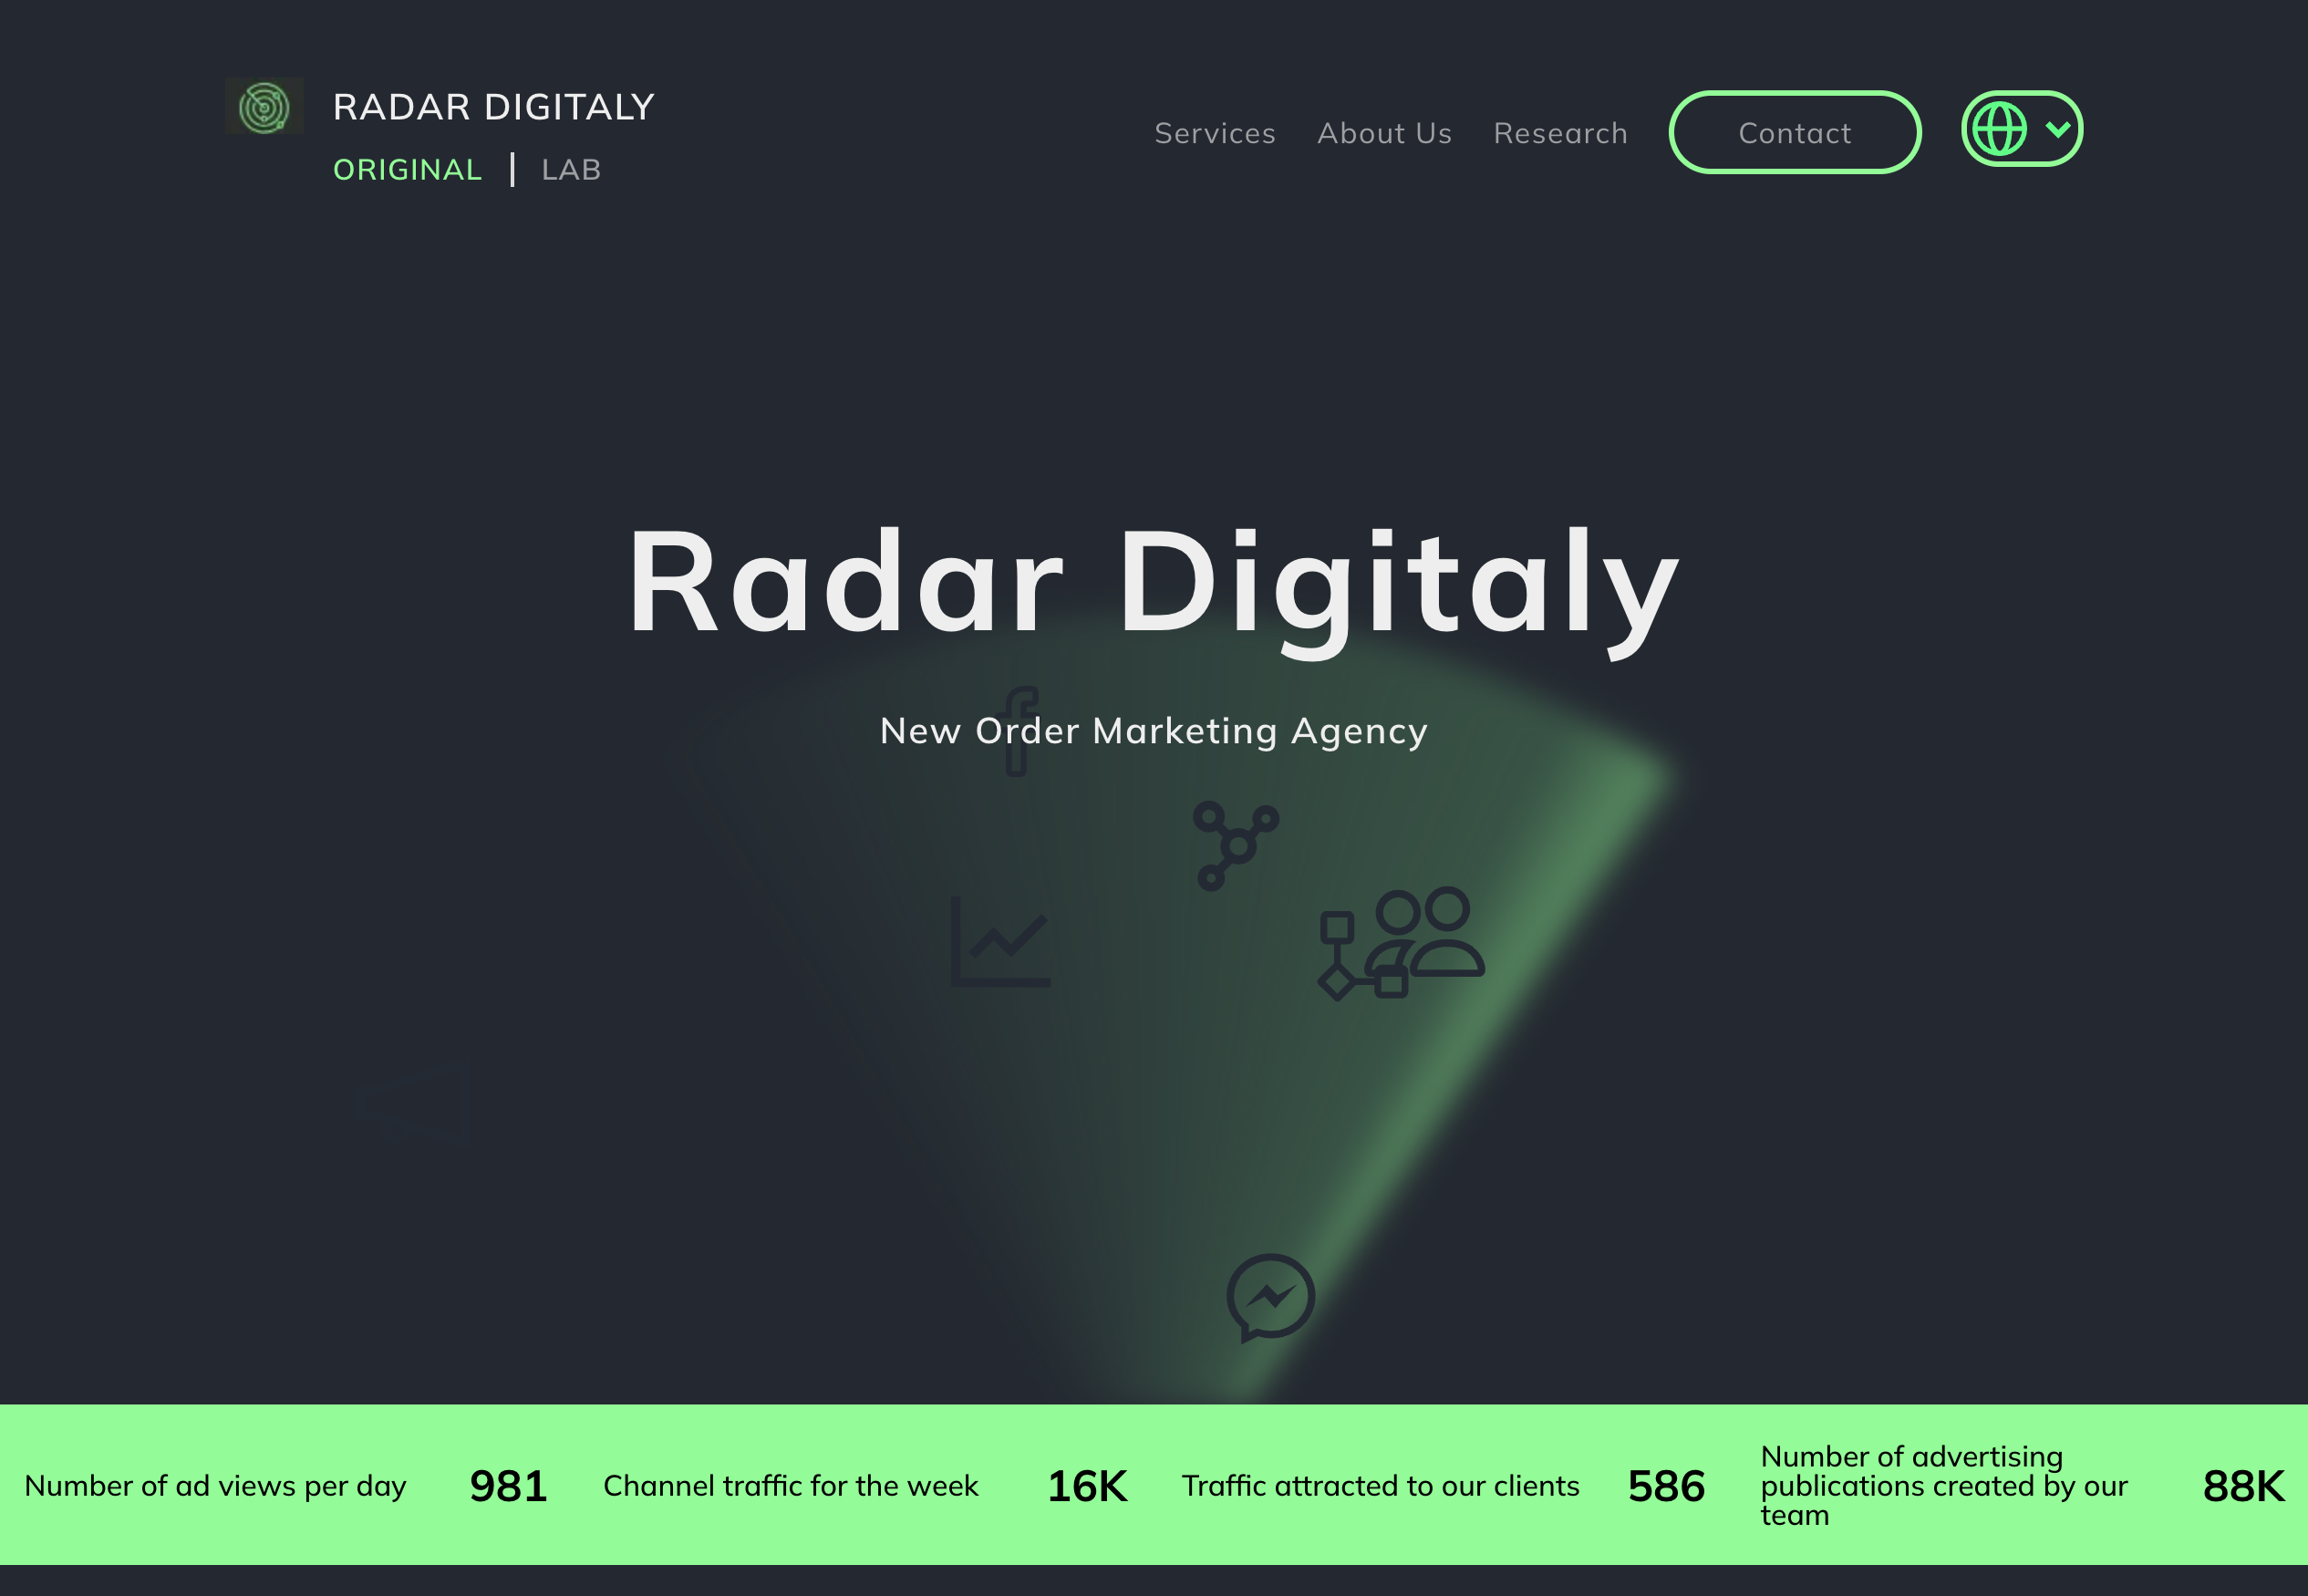 RADAR DIGITALY
ORIGINAL | LAB
Services About Us Research Contact
Radar Digitaly
New Order Marketing Agency
Number of ad views per day 981
Channel traffic for the week 16K
Traffic attracted to our clients 586
Number of advertising
publications created by our
team
88K